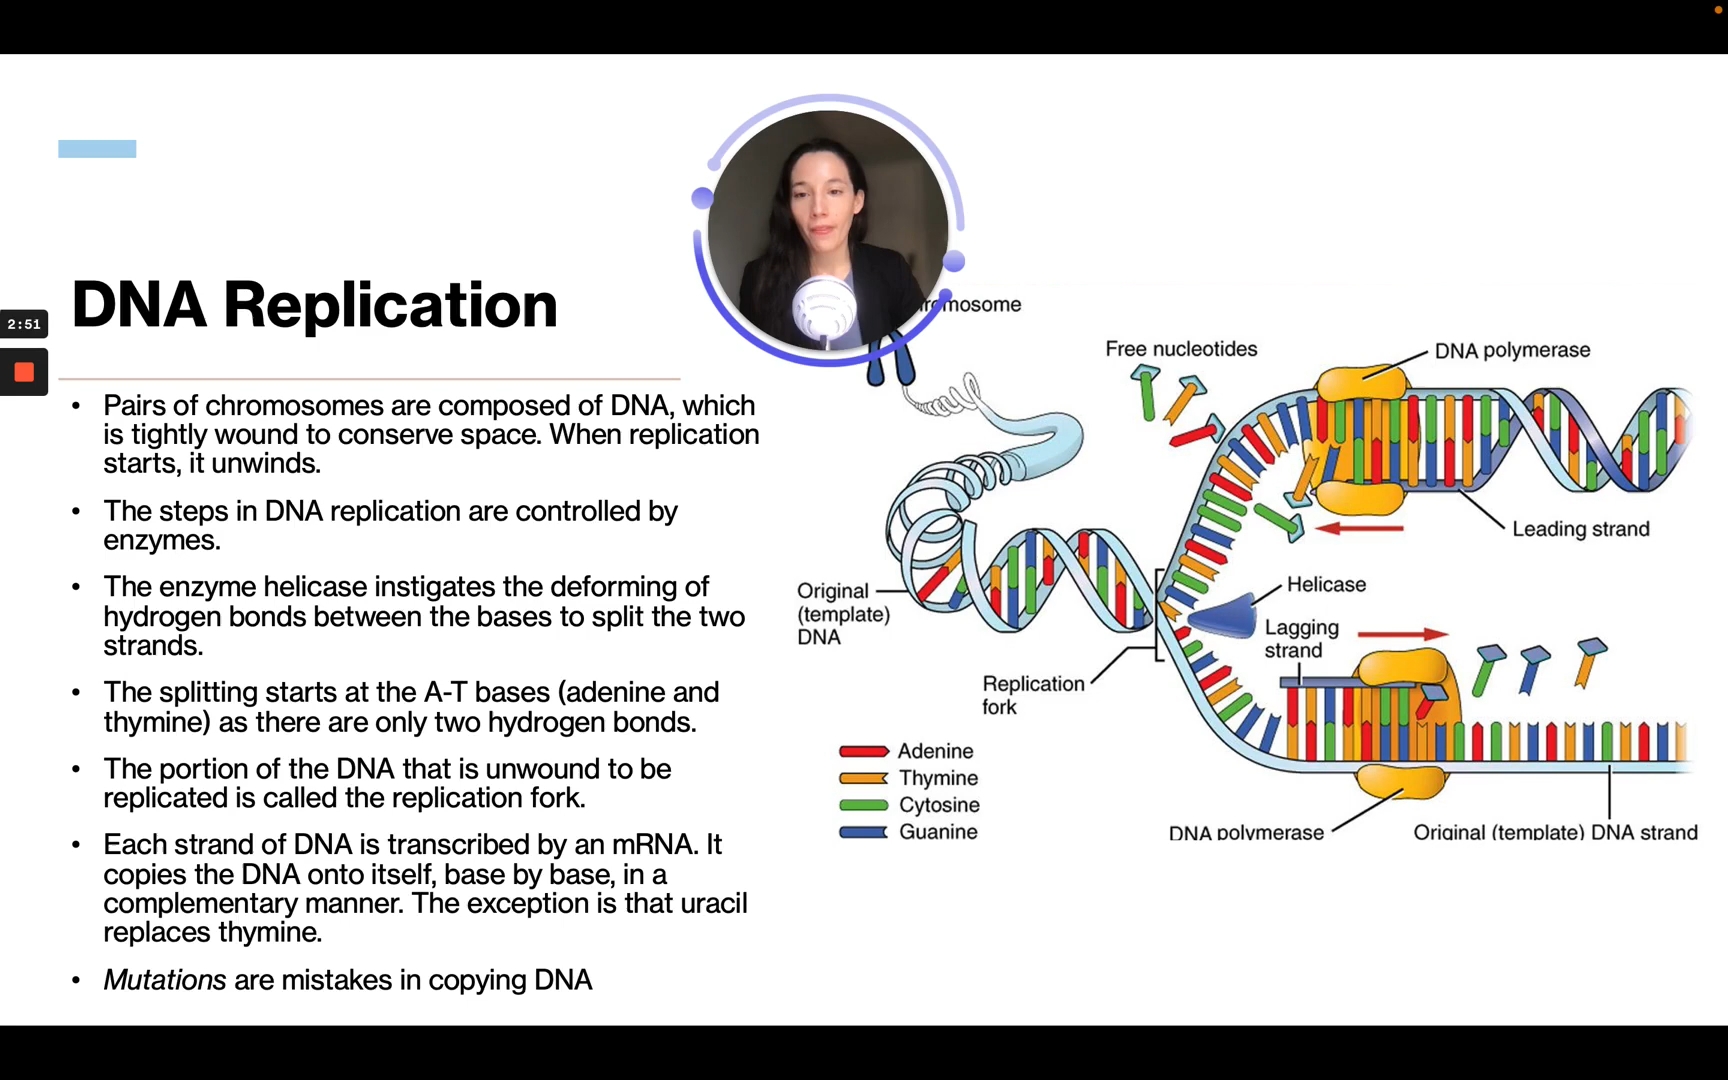 DNA Replication
2:51
• Pairs of chromosomes are composed of DNA, which
is tightly wound to conserve space. When replication
starts, it unwinds.
• The steps in DNA replication are controlled by
enzymes.
• The enzyme helicase instigates the deforming of
hydrogen bonds between the bases to split the two
strands.
• The splitting starts at the A-T bases (adenine and
thymine) as there are only two hydrogen bonds.
• The portion of the DNA that is unwound to be
replicated is called the replication fork.
• Each strand of DNA is transcribed by an mRNA. It
copies the DNA onto itself, base by base, in a
complementary manner. The exception is that uracil
replaces thymine.
• Mutations are mistakes in copying DNA
romosome
Free nucleotides
DNA polymerase
Leading strand
Helicase
Original
(template)
DNA
Lagging
strand
Replication
fork
Adenine
Thymine
Cytosine
Guanine
DNA polymerase
Original (template) DNA strand